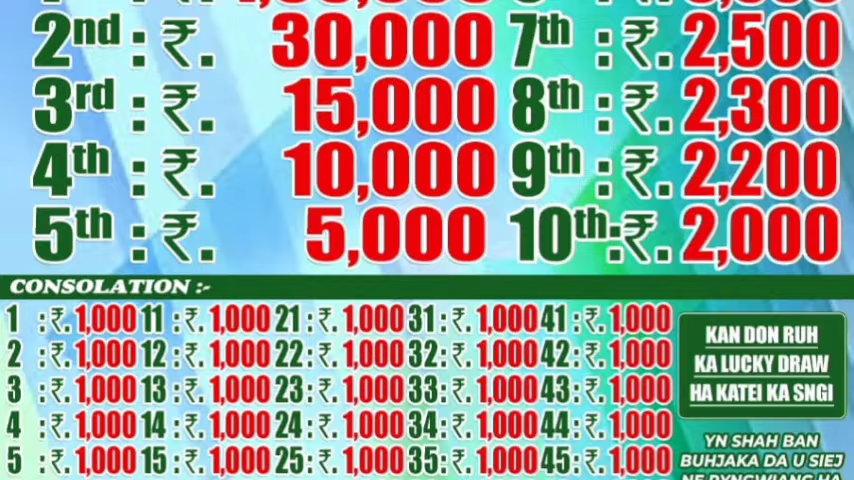 2nd : ₹. 30,000 7th : ₹. 2,500
3rd : ₹. 15,000 8th : ₹. 2,300
4th : ₹. 10,000 9th : ₹. 2,200
5th : ₹. 5,000 10th : ₹. 2,000
CONSOLATION :-
1 : ₹. 1,000 11 : ₹. 1,000 21 : ₹. 1,000 31 : ₹. 1,000 41 : ₹. 1,000
2 : ₹. 1,000 12 : ₹. 1,000 22 : ₹. 1,000 32 : ₹. 1,000 42 : ₹. 1,000
3 : ₹. 1,000 13 : ₹. 1,000 23 : ₹. 1,000 33 : ₹. 1,000 43 : ₹. 1,000
4 : ₹. 1,000 14 : ₹. 1,000 24 : ₹. 1,000 34 : ₹. 1,000 44 : ₹. 1,000
5 : ₹. 1,000 15 : ₹. 1,000 25 : ₹. 1,000 35 : ₹. 1,000 45 : ₹. 1,000
KAN DON RUH
KA LUCKY DRAW
HA KATEI KA SNGI
YN SHAH BAN
BUHJAKA DA U SIEJ